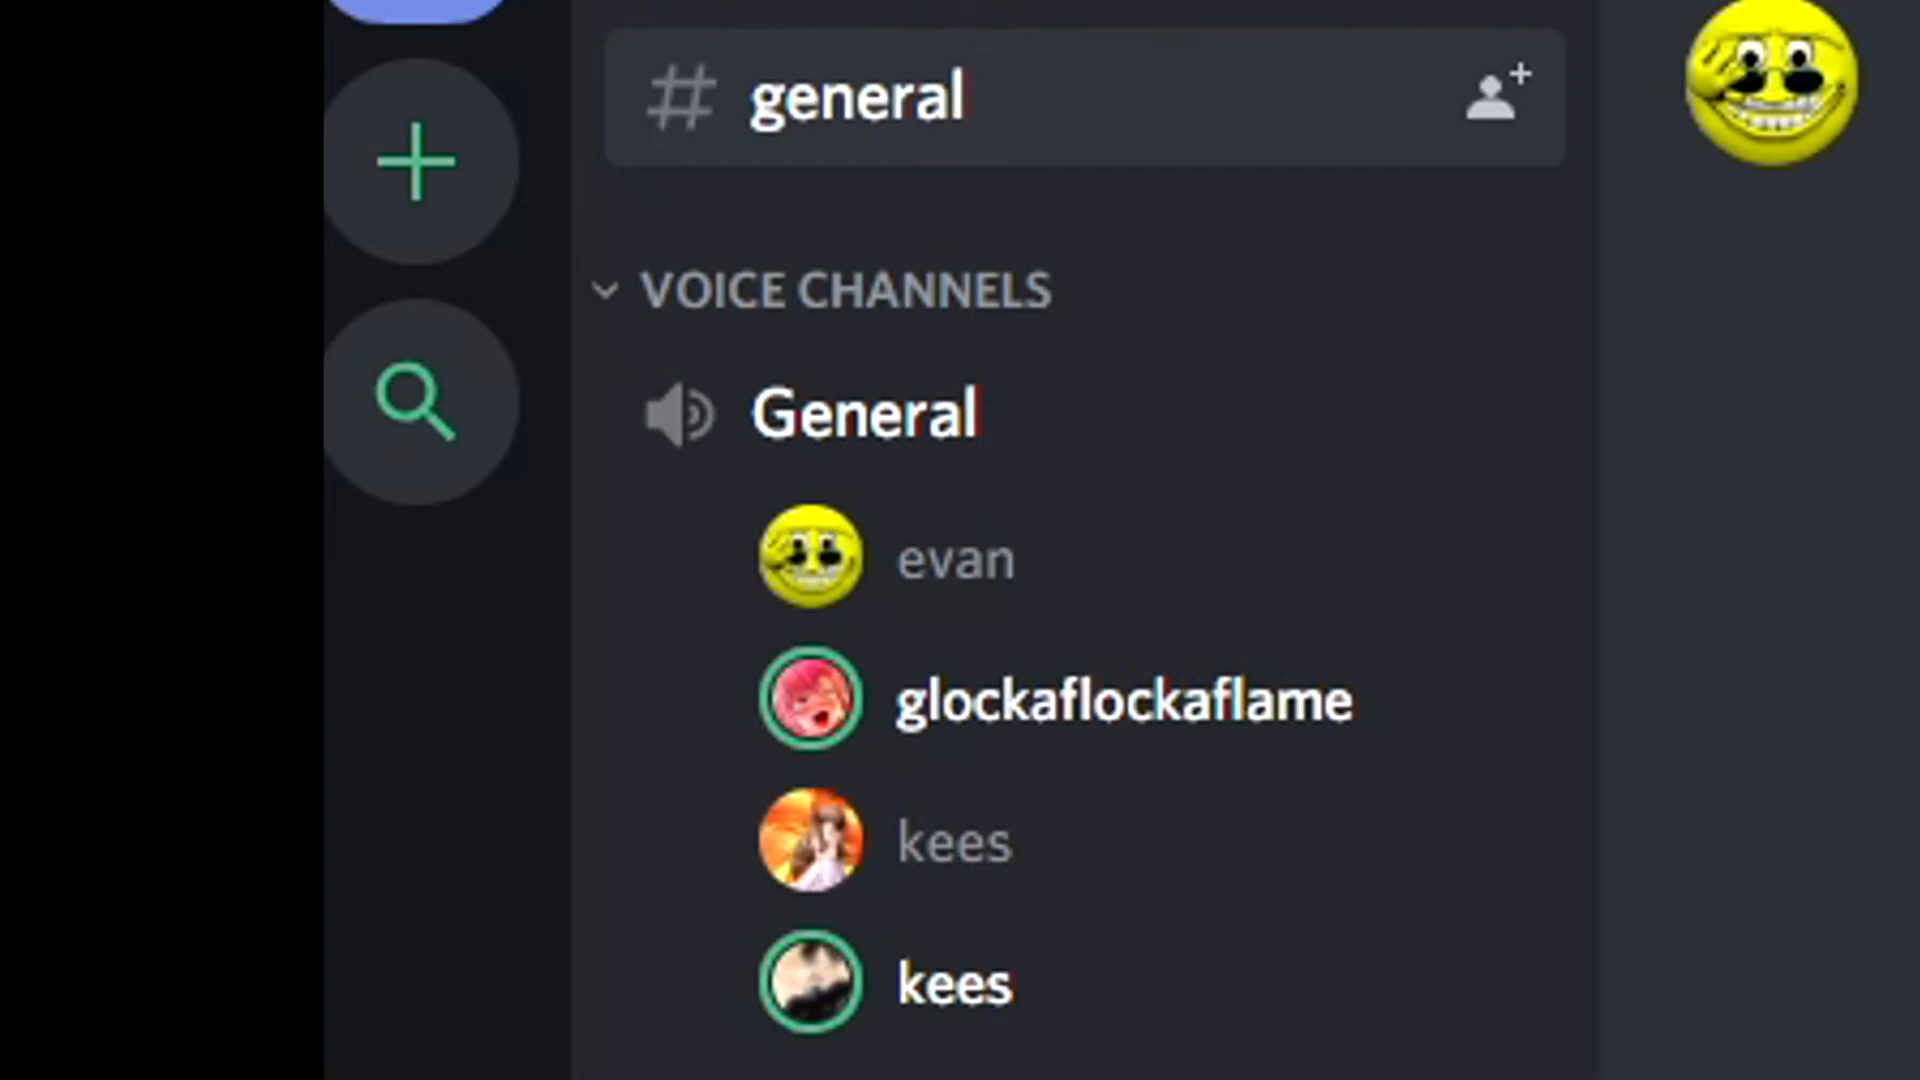 general
VOICE CHANNELS
General
evan
glockaflockaflame
kees
kees